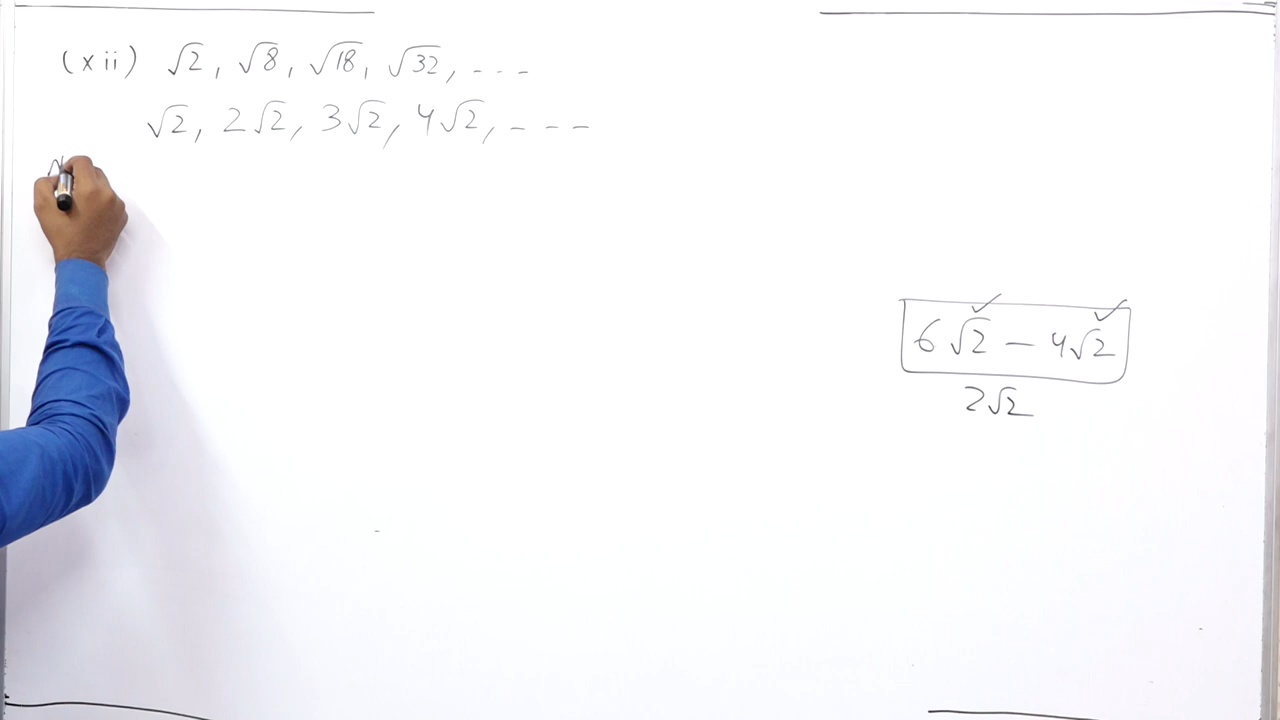 (xii) √2, √8, √18, √32, - - -
√2, 2√2, 3√2, 4√2, - - -
6√2 — 4√2
2√2